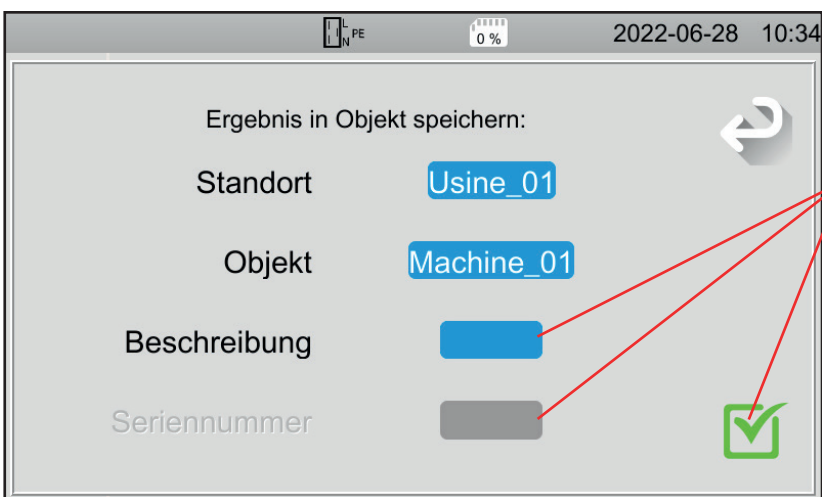 L
N PE
0 %
2022-06-28 10:34
Ergebnis in Objekt speichern:
Standort Usine_01
Objekt Machine_01
Beschreibung
Seriennummer